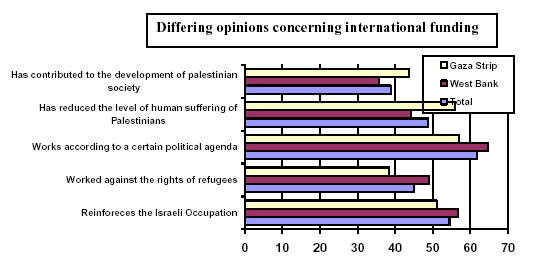 Differing opinions concerning international funding
Gaza Strip
West Bank
Total
Has contributed to the development of palestinian
society
Has reduced the level of human suffering of
Palestinians
Works according to a certain political agenda
Worked against the rights of refugees
Reinforeces the Israeli Occupation
0 10 20 30 40 50 60 70